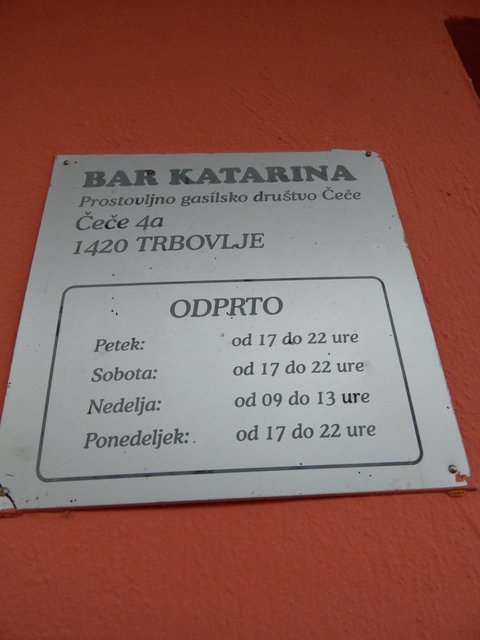 BAR KATARINA
Prostovljno gasilsko društvo Čeče
Čeče 4a
1420 TRBOVLJE
ODPRTO
Petek: od 17 do 22 ure
Sobota: od 17 do 22 ure
Nedelja: od 09 do 13 ure
Ponedeljek: od 17 do 22 ure